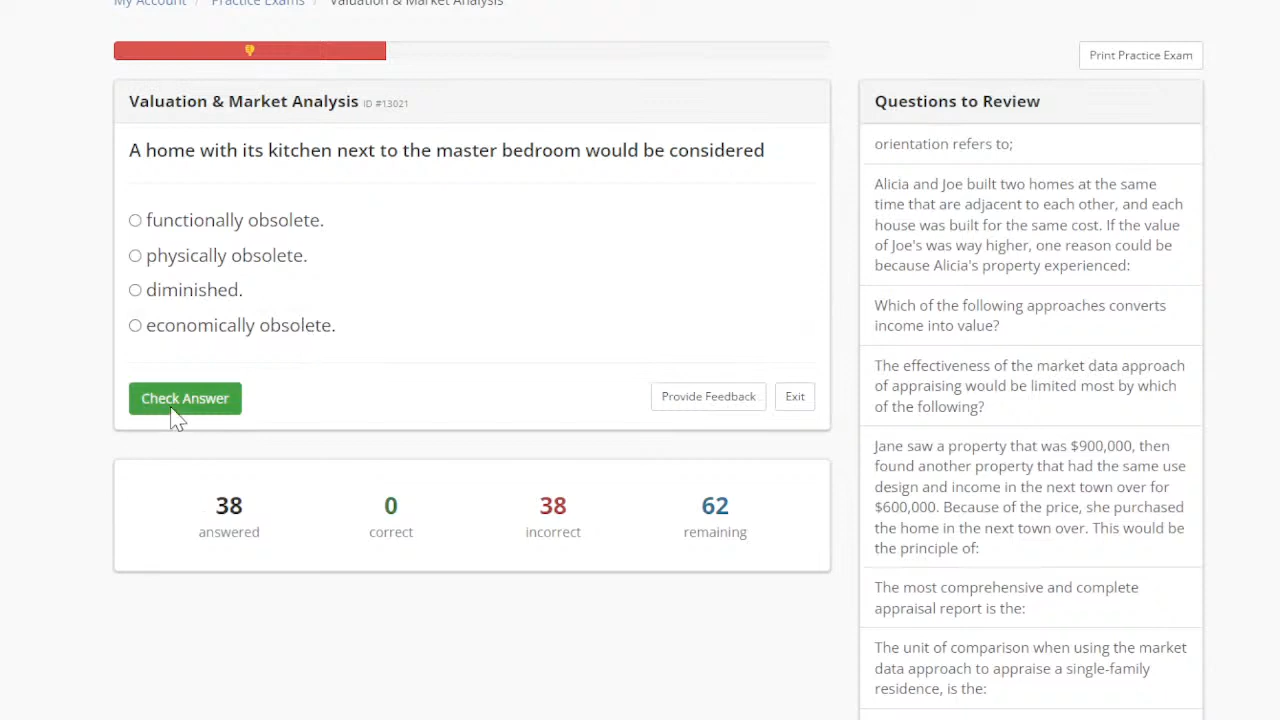 My Account / Practice Exams / Valuation & Market Analysis
Print Practice Exam
Valuation & Market Analysis ID #13021
A home with its kitchen next to the master bedroom would be considered
functionally obsolete.
physically obsolete.
diminished.
economically obsolete.
Check Answer
Provide Feedback
Exit
38
answered
0
correct
38
incorrect
62
remaining
Questions to Review
orientation refers to;
Alicia and Joe built two homes at the same
time that are adjacent to each other, and each
house was built for the same cost. If the value
of Joe's was way higher, one reason could be
because Alicia's property experienced:
Which of the following approaches converts
income into value?
The effectiveness of the market data approach
of appraising would be limited most by which
of the following?
Jane saw a property that was $900,000, then
found another property that had the same use
design and income in the next town over for
$600,000. Because of the price, she purchased
the home in the next town over. This would be
the principle of:
The most comprehensive and complete
appraisal report is the:
The unit of comparison when using the market
data approach to appraise a single-family
residence, is the: